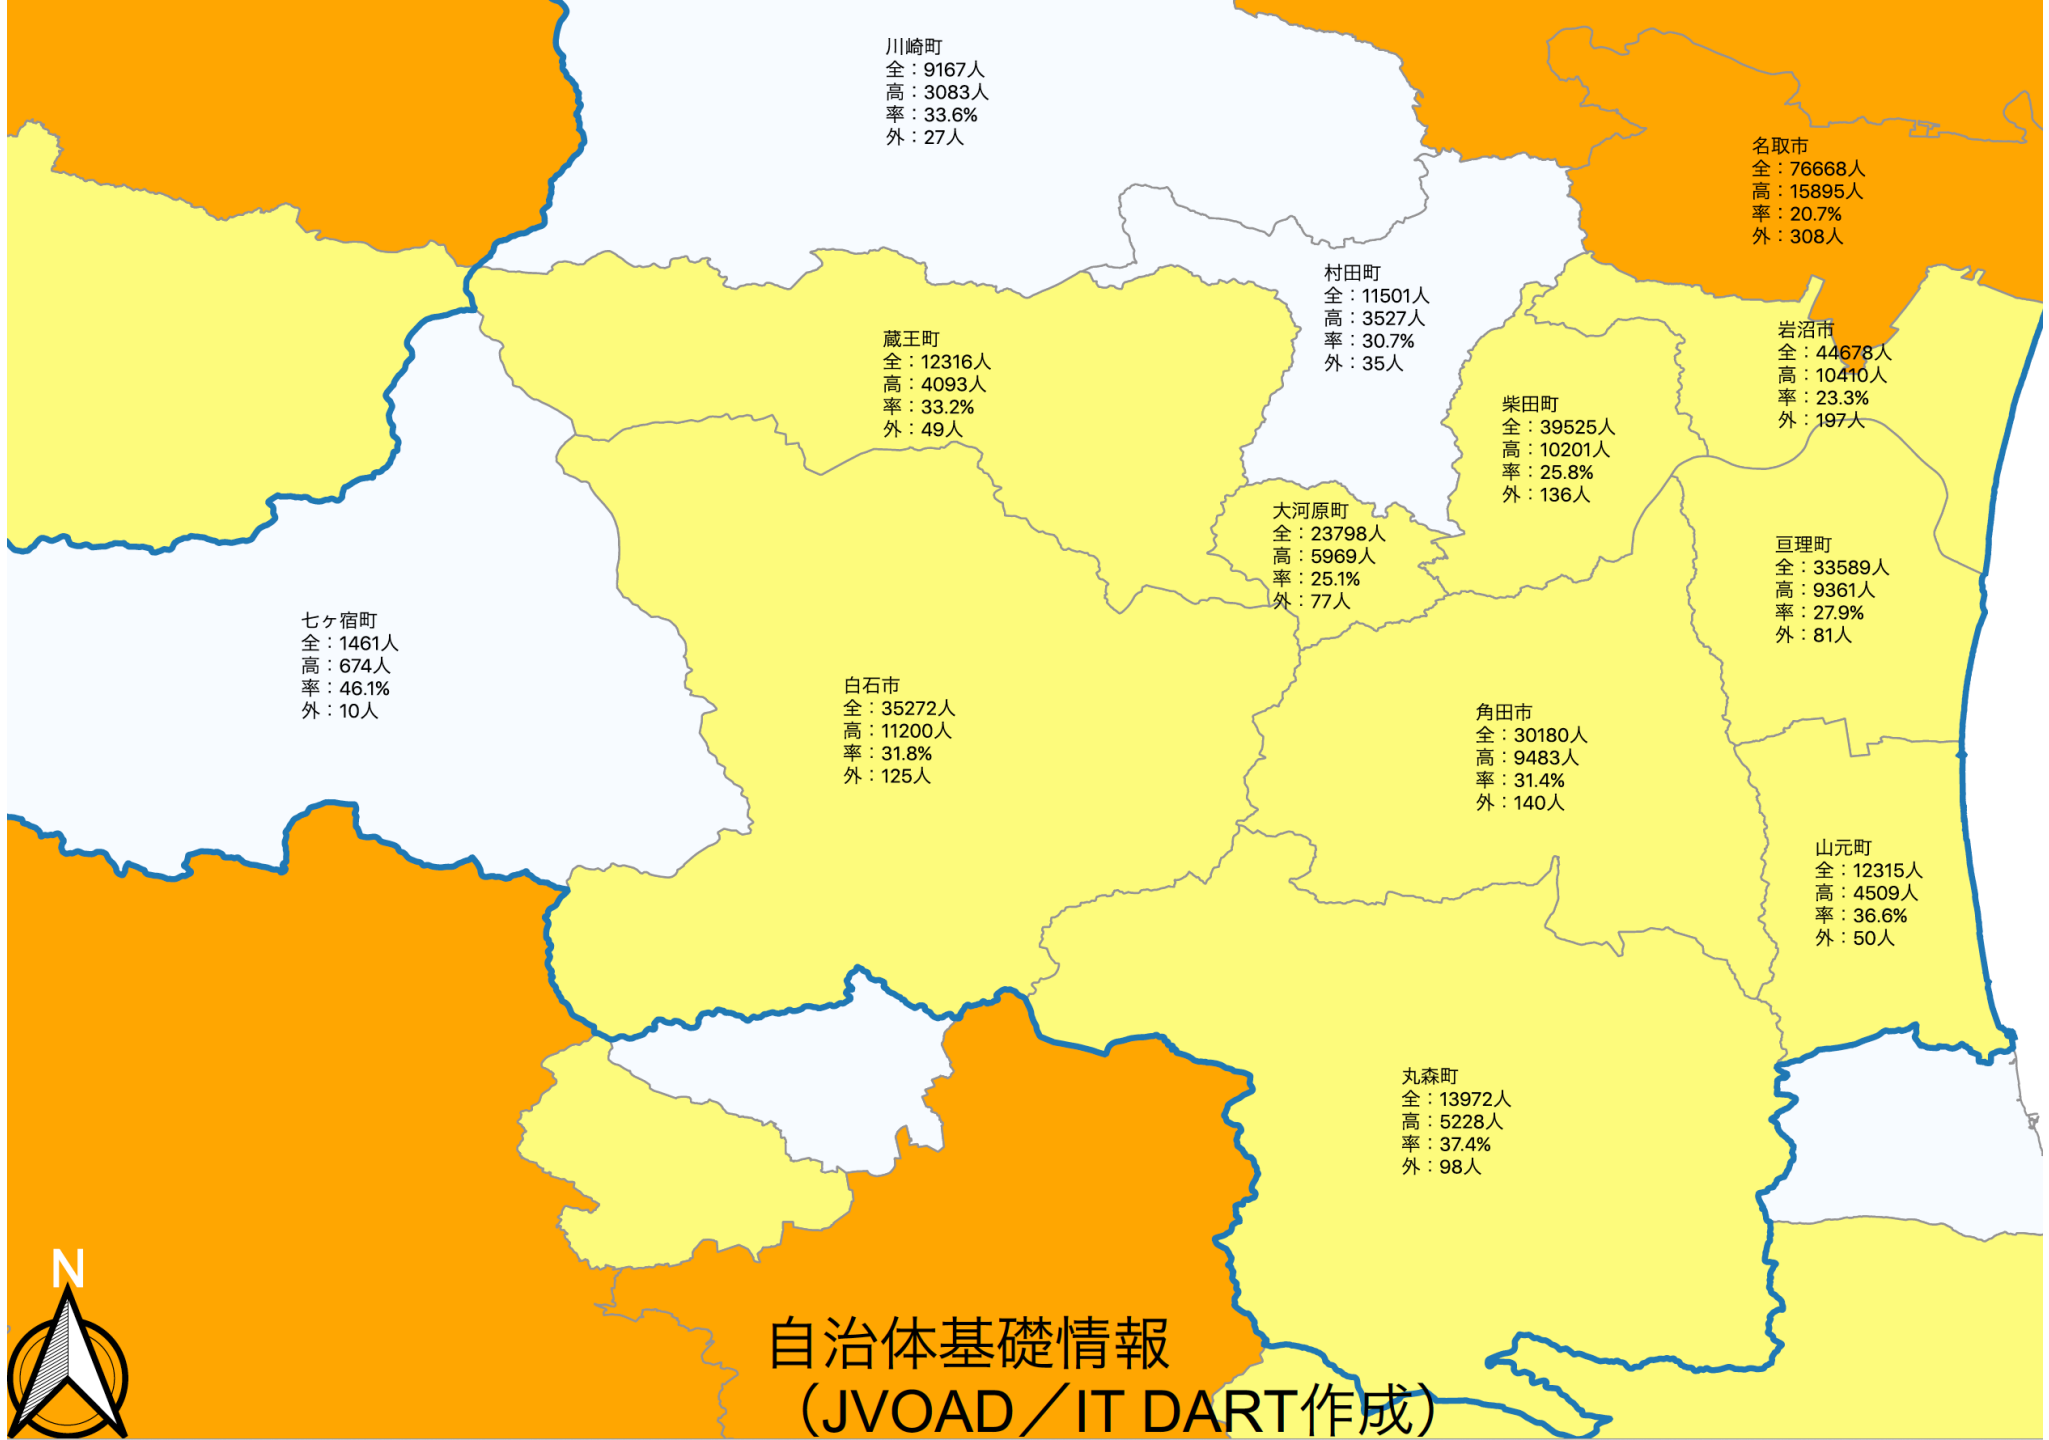 川崎町
全：9167人
高：3083人
率：33.6%
外：27人
名取市
全：76668人
高：15895人
率：20.7%
外：308人
村田町
全：11501人
高：3527人
率：30.7%
外：35人
岩沼市
全：44678人
高：10410人
率：23.3%
外：197人
蔵王町
全：12316人
高：4093人
率：33.2%
外：49人
柴田町
全：39525人
高：10201人
率：25.8%
外：136人
大河原町
全：23798人
高：5969人
率：25.1%
外：77人
亘理町
全：33589人
高：9361人
率：27.9%
外：81人
七ヶ宿町
全：1461人
高：674人
率：46.1%
外：10人
白石市
全：35272人
高：11200人
率：31.8%
外：125人
角田市
全：30180人
高：9483人
率：31.4%
外：140人
山元町
全：12315人
高：4509人
率：36.6%
外：50人
丸森町
全：13972人
高：5228人
率：37.4%
外：98人
N
自治体基礎情報
（JVOAD／IT DART作成）